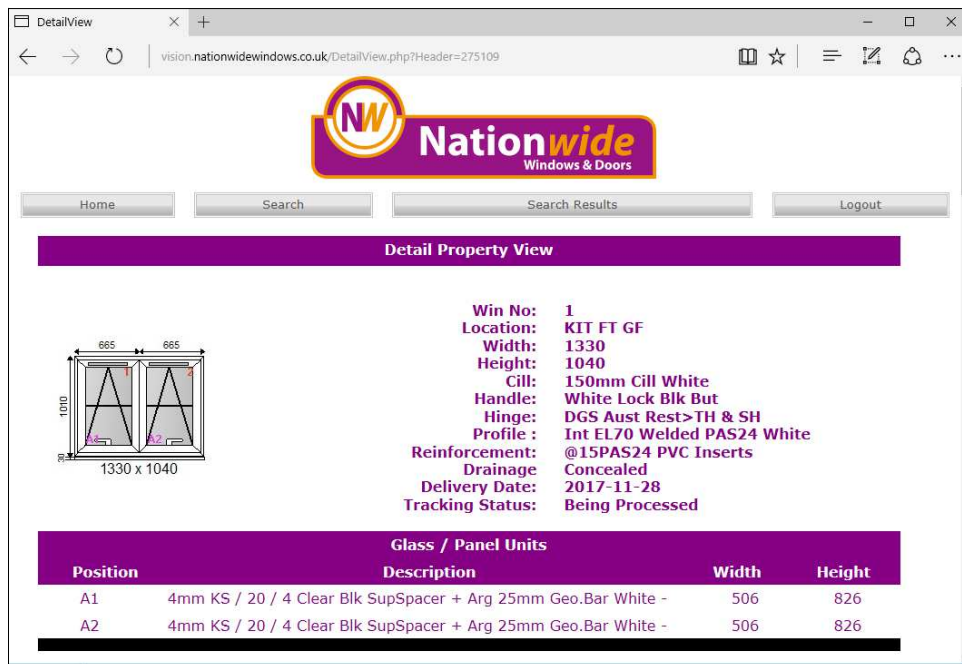 DetailView
vision.nationwidewindows.co.uk/DetailView.php?Header=275109
NW
Nationwide
Windows & Doors
Home Search Search Results Logout
Detail Property View
Win No: 1
Location: KIT FT GF
Width: 1330
Height: 1040
Cill: 150mm Cill White
Handle: White Lock Blk But
Hinge: DGS Aust Rest>TH & SH
Profile : Int EL70 Welded PAS24 White
Reinforcement: @15PAS24 PVC Inserts
Drainage Concealed
Delivery Date: 2017-11-28
Tracking Status: Being Processed
665 665
1 2
1010
A1 A2
30
1330 x 1040
Glass / Panel Units
Position Description Width Height
A1 4mm KS / 20 / 4 Clear Blk SupSpacer + Arg 25mm Geo.Bar White - 506 826
A2 4mm KS / 20 / 4 Clear Blk SupSpacer + Arg 25mm Geo.Bar White - 506 826